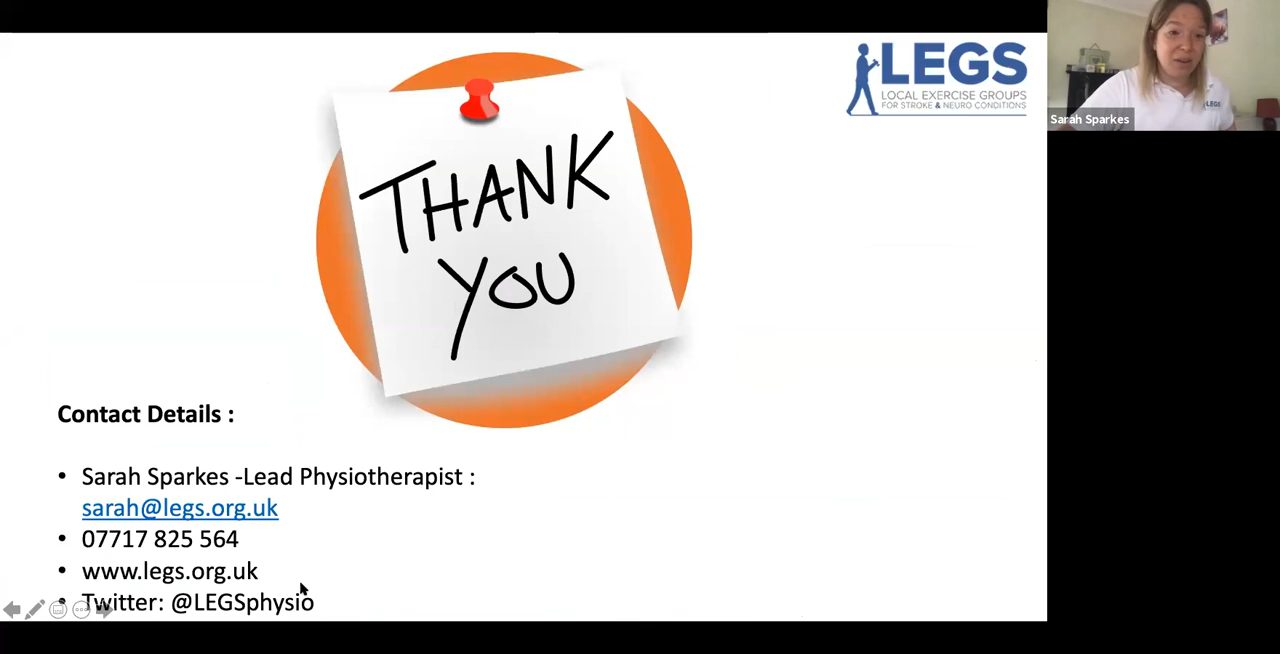 THANK
YOU
LEGS
LOCAL EXERCISE GROUPS
FOR STROKE & NEURO CONDITIONS
LEGS
Sarah Sparkes
Contact Details :
• Sarah Sparkes -Lead Physiotherapist :
sarah@legs.org.uk
• 07717 825 564
• www.legs.org.uk
• Twitter: @LEGSphysio